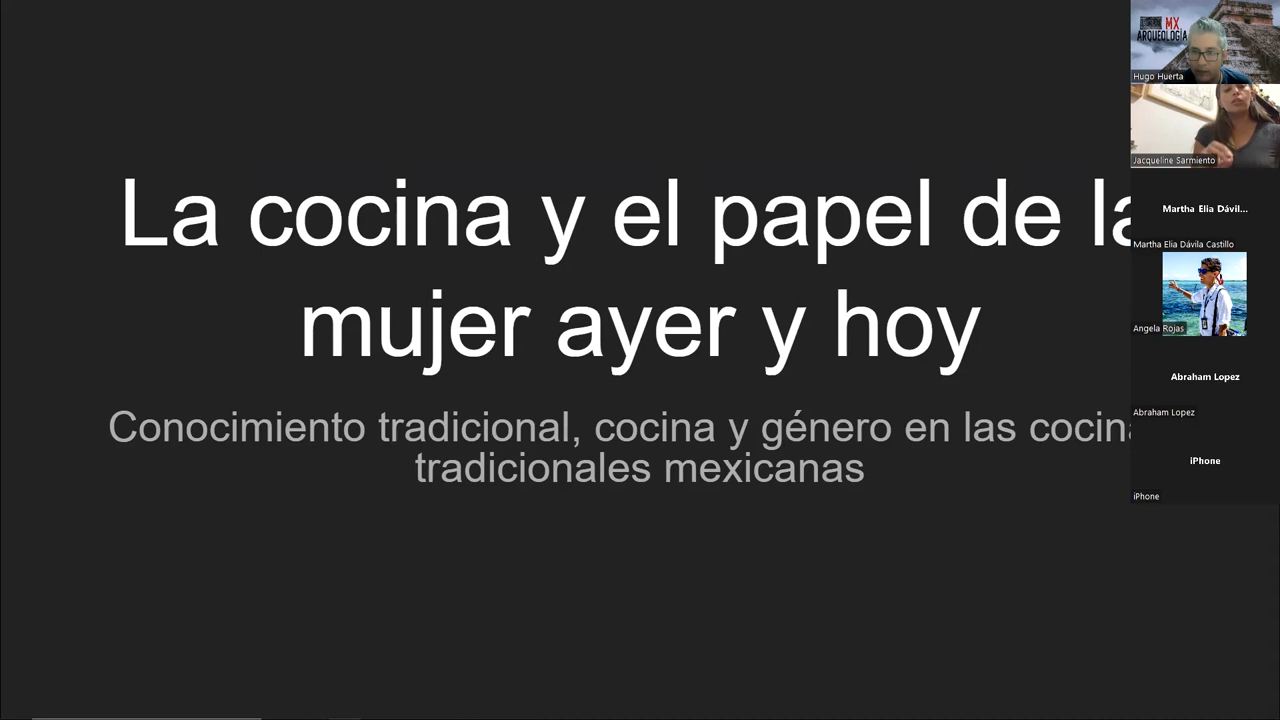 La cocina y el papel de la
mujer ayer y hoy
Conocimiento tradicional, cocina y género en las cocina
tradicionales mexicanas
MX
ARQUEOLOGÍA
Hugo Huerta
Jacqueline Sarmiento
Martha Elia Dávil...
Martha Elia Dávila Castillo
Angela Rojas
Abraham Lopez
Abraham Lopez
iPhone
iPhone